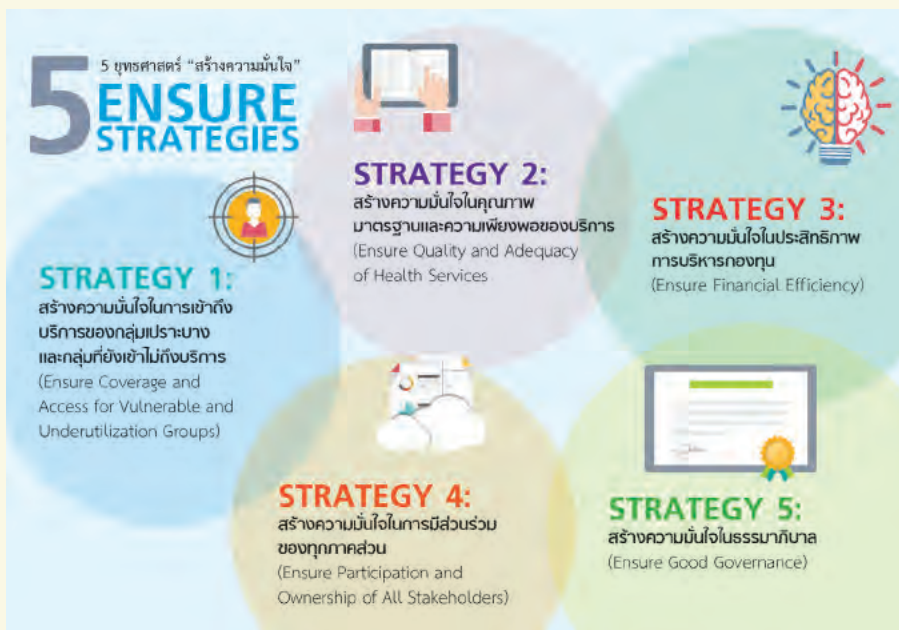 5
5 ยุทธศาสตร์ "สร้างความมั่นใจ"
ENSURE
STRATEGIES
STRATEGY 1:
สร้างความมั่นใจในการเข้าถึง
บริการของกลุ่มเปราะบาง
และกลุ่มที่ยังเข้าไม่ถึงบริการ
(Ensure Coverage and
Access for Vulnerable and
Underutilization Groups)
STRATEGY 2:
สร้างความมั่นใจในคุณภาพ
มาตรฐานและความเพียงพอของบริการ
(Ensure Quality and Adequacy
of Health Services
STRATEGY 3:
สร้างความมั่นใจในประสิทธิภาพ
การบริหารกองทุน
(Ensure Financial Efficiency)
STRATEGY 4:
สร้างความมั่นใจในการมีส่วนร่วม
ของทุกภาคส่วน
(Ensure Participation and
Ownership of All Stakeholders)
STRATEGY 5:
สร้างความมั่นใจในธรรมาภิบาล
(Ensure Good Governance)